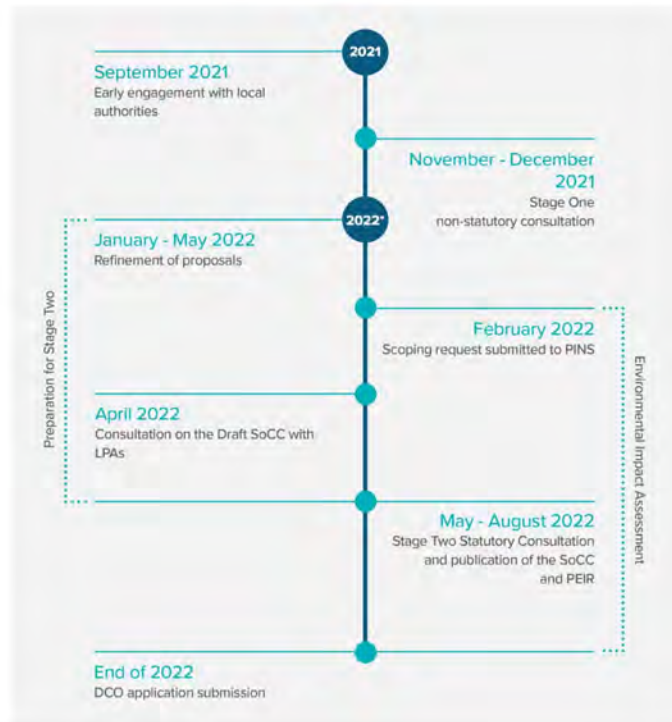 2021
September 2021
Early engagement with local
authorities
November - December
2021
Stage One
non-statutory consultation
2022*
January - May 2022
Refinement of proposals
February 2022
Scoping request submitted to PINS
April 2022
Consultation on the Draft SoCC with
LPAs
May - August 2022
Stage Two Statutory Consultation
and publication of the SoCC
and PEIR
End of 2022
DCO application submission
Preparation for Stage Two
Environmental Impact Assessment